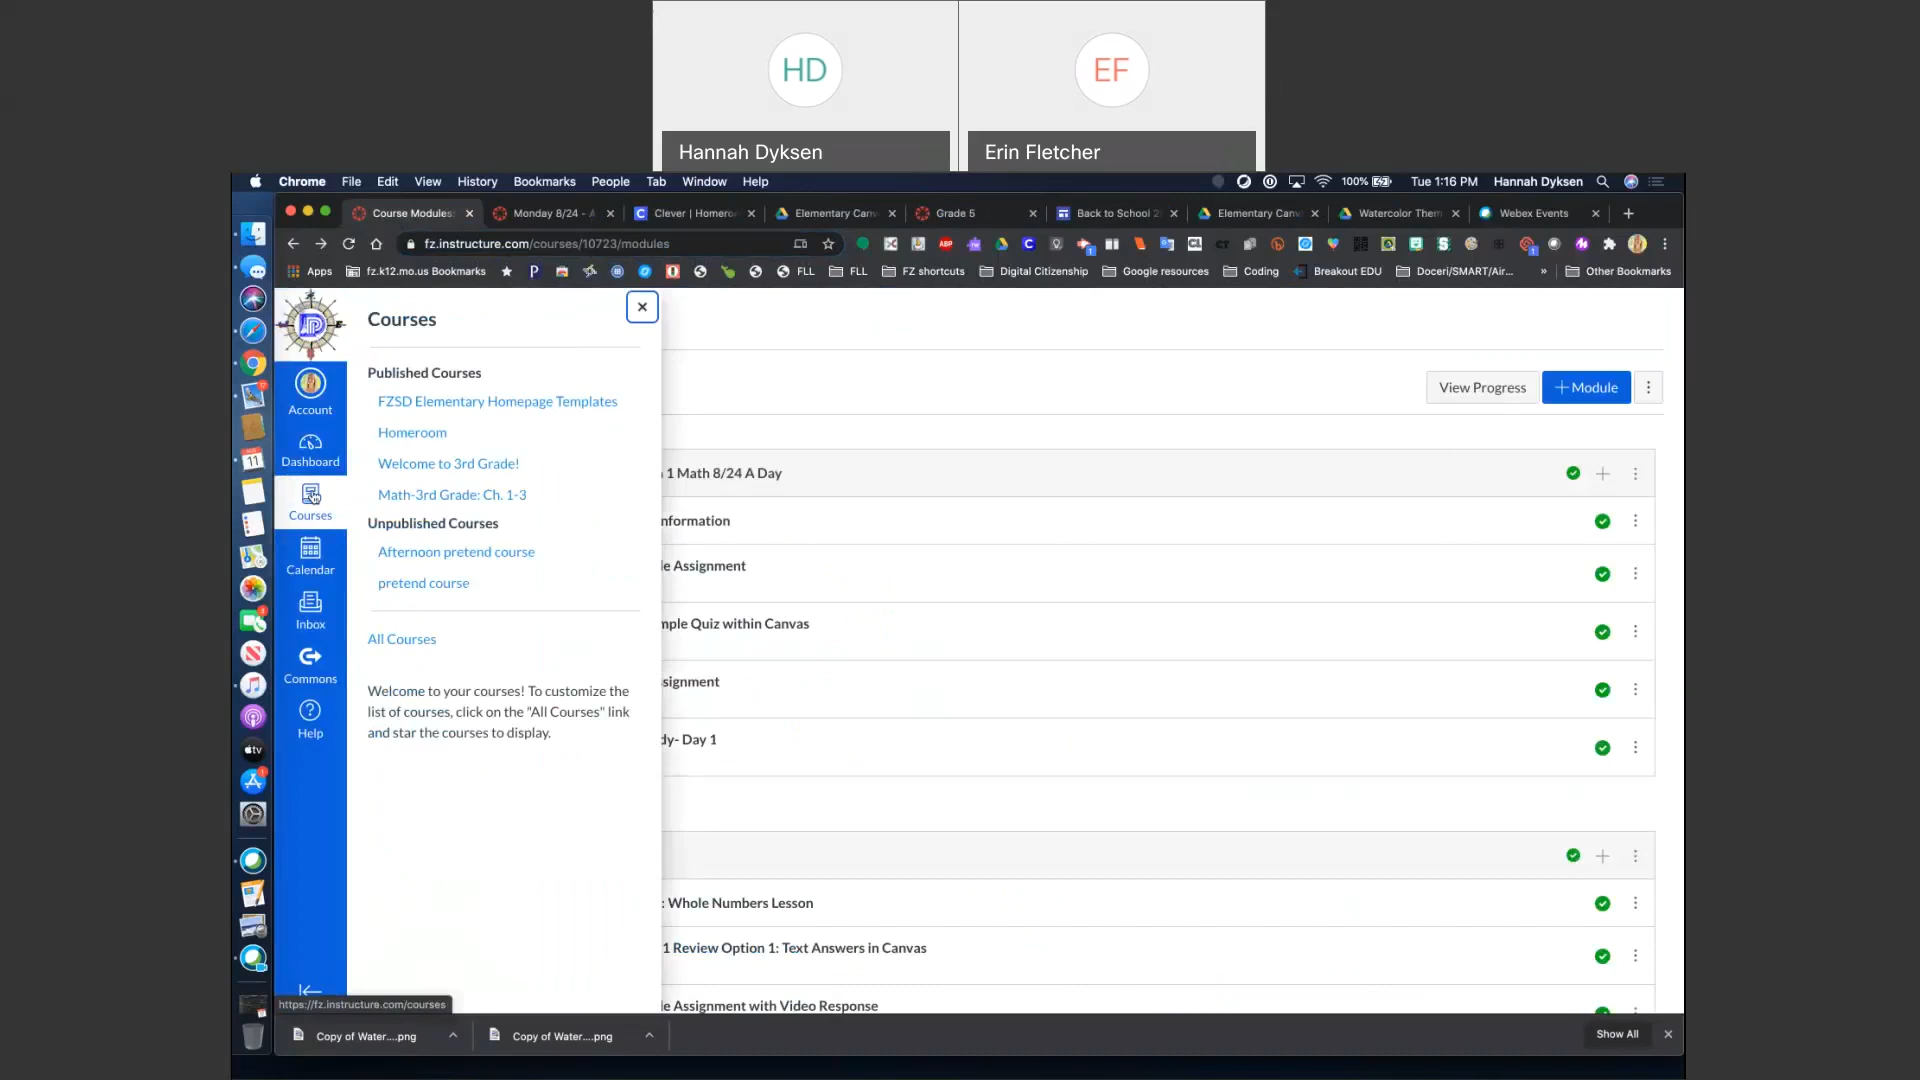 HD
EF
Hannah Dyksen
Erin Fletcher
Chrome File Edit View History Bookmarks People Tab Window Help
100% Tue 1:16 PM Hannah Dyksen
Course Modules:
Monday 8/24 - A
Clever | Homero
Elementary Can
Grade 5
Back to School 2
Elementary Can
Watercolor Them
Webex Events
fz.instructure.com/courses/10723/modules
Apps
fz.k12.mo.us Bookmarks
FLL
FLL
FZ shortcuts
Digital Citizenship
Google resources
Coding
Breakout EDU
Doceri/SMART/Air...
»
Other Bookmarks
Account
Dashboard
Courses
Calendar
Inbox
Commons
Help
Courses
Published Courses
FZSD Elementary Homepage Templates
Homeroom
Welcome to 3rd Grade!
Math-3rd Grade: Ch. 1-3
Unpublished Courses
Afternoon pretend course
pretend course
All Courses
Welcome to your courses! To customize the
list of courses, click on the "All Courses" link
and star the courses to display.
View Progress
+ Module
1 Math 8/24 A Day
nformation
le Assignment
mple Quiz within Canvas
signment
dy- Day 1
: Whole Numbers Lesson
1 Review Option 1: Text Answers in Canvas
le Assignment with Video Response
https://fz.instructure.com/courses
Copy of Water....png
Copy of Water....png
Show All